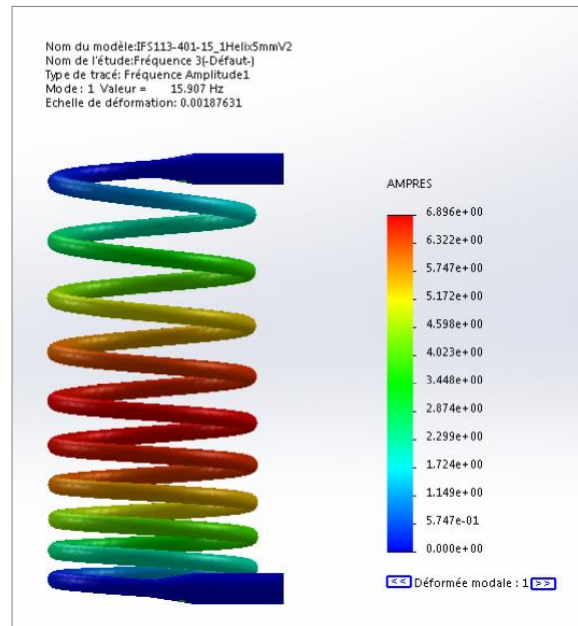 Nom du modèle:IFS113-401-15_1Helix5mmV2
Nom de l'étude:Fréquence 3(-Défaut-)
Type de tracé: Fréquence Amplitude1
Mode : 1 Valeur = 15.907 Hz
Echelle de déformation: 0.00187631
AMPRES
6.896e+00
6.322e+00
5.747e+00
5.172e+00
4.598e+00
4.023e+00
3.448e+00
2.874e+00
2.299e+00
1.724e+00
1.149e+00
5.747e-01
0.000e+00
<< Déformée modale : 1 >>